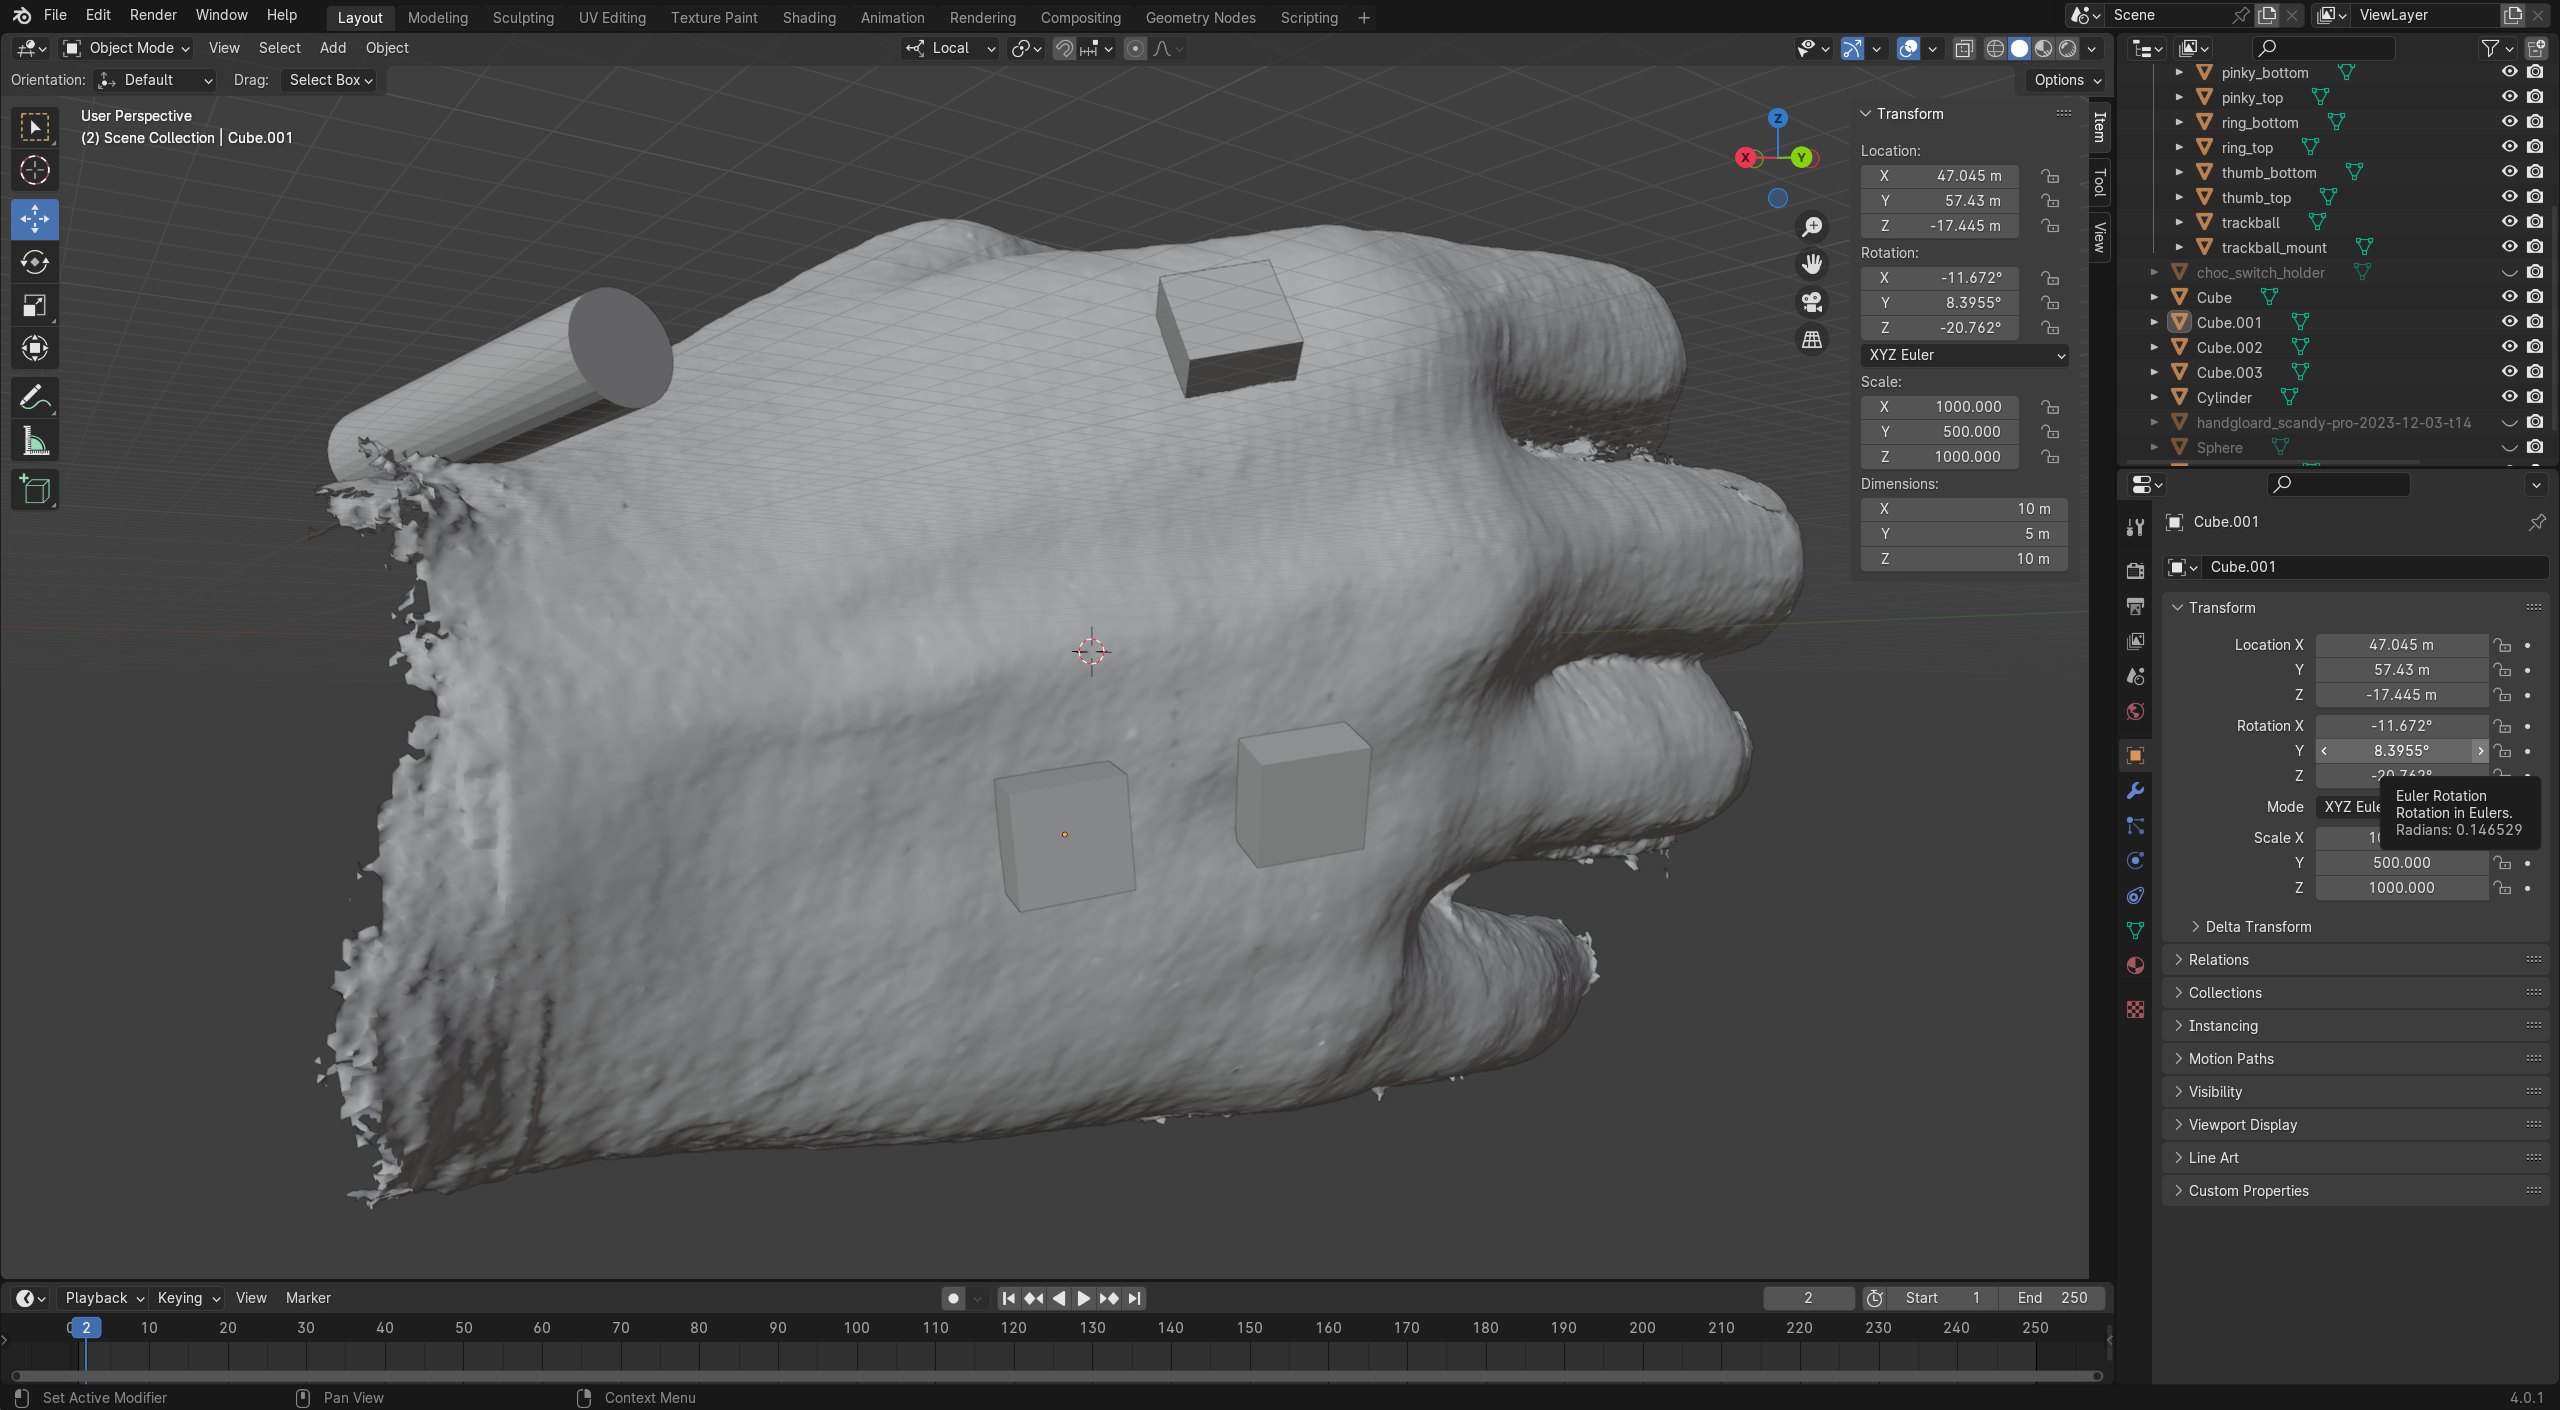 File Edit Render Window Help Layout Modeling Sculpting UV Editing Texture Paint Shading Animation Rendering Compositing Geometry Nodes Scripting + Scene ViewLayer
Object Mode View Select Add Object Local
Orientation: Default Drag: Select Box Options
User Perspective
(2) Scene Collection | Cube.001
Z
X
Y
Item
Tool
View
Transform
Location:
X 47.045 m
Y 57.43 m
Z -17.445 m
Rotation:
X -11.672°
Y 8.3955°
Z -20.762°
XYZ Euler
Scale:
X 1000.000
Y 500.000
Z 1000.000
Dimensions:
X 10 m
Y 5 m
Z 10 m
pinky_bottom
pinky_top
ring_bottom
ring_top
thumb_bottom
thumb_top
trackball
trackball_mount
choc_switch_holder
Cube
Cube.001
Cube.002
Cube.003
Cylinder
handgloard_scandy-pro-2023-12-03-t14
Sphere
Cube.001
Cube.001
Transform
Location X 47.045 m
Y 57.43 m
Z -17.445 m
Rotation X -11.672°
Y 8.3955°
Z -20.762°
Mode XYZ Eule
Euler Rotation
Rotation in Eulers.
Radians: 0.146529
Scale X 10
Y 500.000
Z 1000.000
Delta Transform
Relations
Collections
Instancing
Motion Paths
Visibility
Viewport Display
Line Art
Custom Properties
Playback Keying View Marker 2 Start 1 End 250
0 2 10 20 30 40 50 60 70 80 90 100 110 120 130 140 150 160 170 180 190 200 210 220 230 240 250
Set Active Modifier Pan View Context Menu 4.0.1